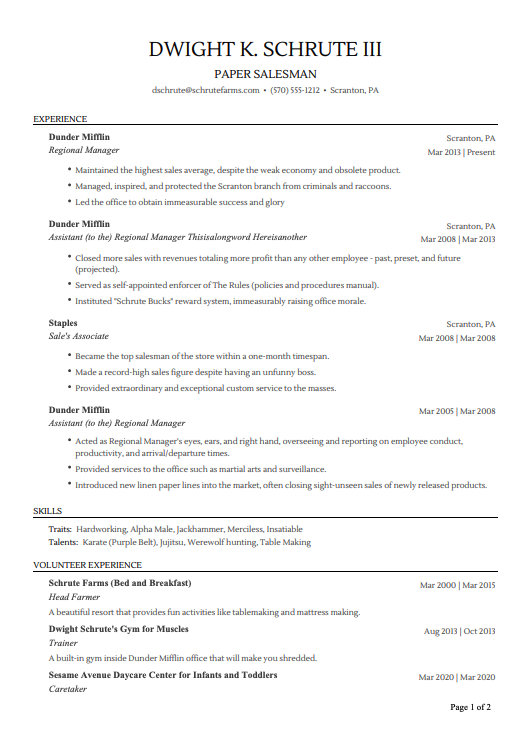 DWIGHT K. SCHRUTE III
PAPER SALESMAN
dschrute@schrutefarms.com • (570) 555-1212 • Scranton, PA
EXPERIENCE
Dunder Mifflin Scranton, PA
Regional Manager Mar 2013 | Present
• Maintained the highest sales average, despite the weak economy and obsolete product.
• Managed, inspired, and protected the Scranton branch from criminals and raccoons.
• Led the office to obtain immeasurable success and glory
Dunder Mifflin Scranton, PA
Assistant (to the) Regional Manager Thisisalongword Hereisanother Mar 2008 | Mar 2013
• Closed more sales with revenues totaling more profit than any other employee - past, preset, and future
(projected).
• Served as self-appointed enforcer of The Rules (policies and procedures manual).
• Instituted "Schrute Bucks" reward system, immeasurably raising office morale.
Staples Scranton, PA
Sale's Associate Mar 2008 | Mar 2008
• Became the top salesman of the store within a one-month timespan.
• Made a record-high sales figure despite having an unfunny boss.
• Provided extraordinary and exceptional custom service to the masses.
Dunder Mifflin Mar 2005 | Mar 2008
Assistant (to the) Regional Manager
• Acted as Regional Manager's eyes, ears, and right hand, overseeing and reporting on employee conduct,
productivity, and arrival/departure times.
• Provided services to the office such as martial arts and surveillance.
• Introduced new linen paper lines into the market, often closing sight-unseen sales of newly released products.
SKILLS
Traits: Hardworking, Alpha Male, Jackhammer, Merciless, Insatiable
Talents: Karate (Purple Belt), Jujitsu, Werewolf hunting, Table Making
VOLUNTEER EXPERIENCE
Schrute Farms (Bed and Breakfast) Mar 2000 | Mar 2015
Head Farmer
A beautiful resort that provides fun activities like tablemaking and mattress making.
Dwight Schrute's Gym for Muscles Aug 2013 | Oct 2013
Trainer
A built-in gym inside Dunder Mifflin office that will make you shredded.
Sesame Avenue Daycare Center for Infants and Toddlers Mar 2020 | Mar 2020
Caretaker
Page 1 of 2